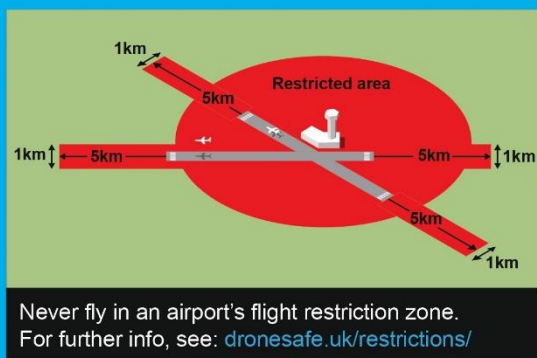 1km
5km
Restricted area
1km
5km
5km
1km
5km
1km
Never fly in an airport's flight restriction zone.
For further info, see: dronesafe.uk/restrictions/